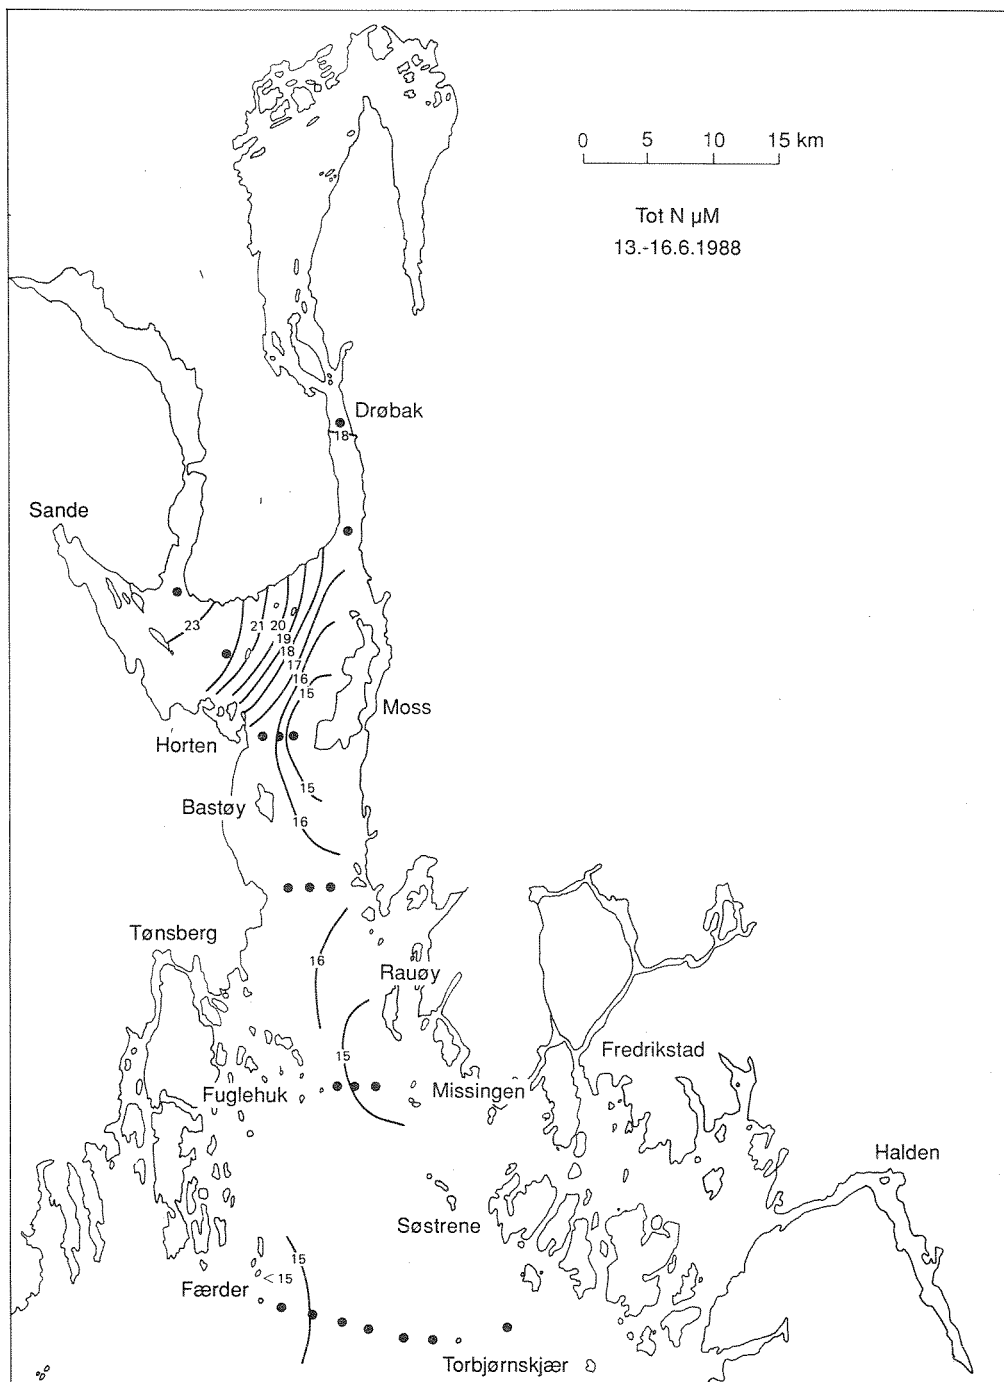 0 5 10 15 km
Tot N µM
13.-16.6.1988
Drøbak
18
Sande
23
21
20
19
18
17
16
15
Moss
Horten
15
Bastøy
16
Tønsberg
16
Rauøy
15
Fredrikstad
Fuglehuk
Missingen
Halden
Søstrene
15
<15
Færder
Torbjørnskjær